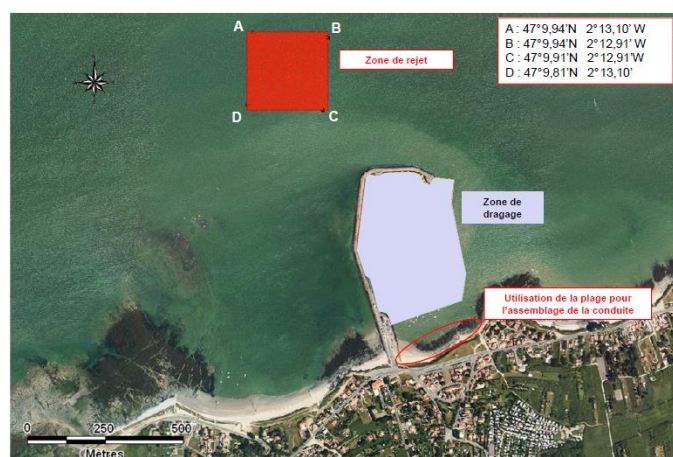 A
B
A : 47°9,94'N 2°13,10' W
B : 47°9,94'N 2°12,91' W
C : 47°9,91'N 2°12,91'W
D : 47°9,81'N 2°13,10'
Zone de rejet
D
C
Zone de
dragage
Utilisation de la plage pour
l'assemblage de la conduite
0 250 500
Mètres